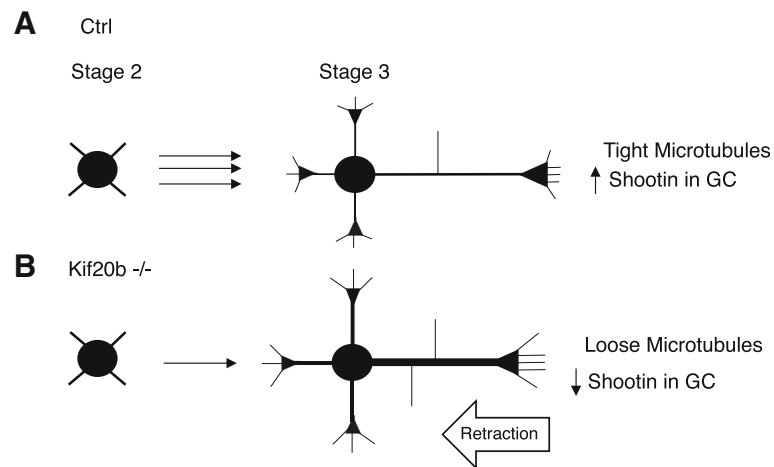 A
Ctrl
Stage 2
Stage 3
Tight Microtubules
Shootin in GC
B
Kif20b -/-
Loose Microtubules
Shootin in GC
Retraction